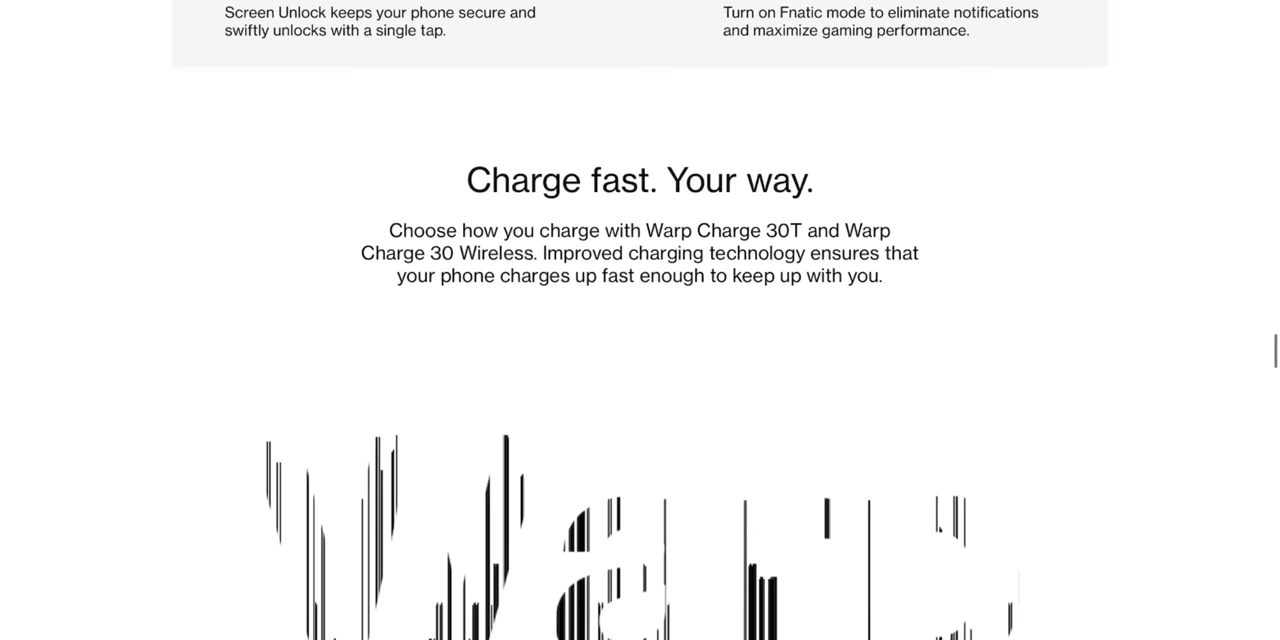 Screen Unlock keeps your phone secure and
swiftly unlocks with a single tap.
Turn on Fnatic mode to eliminate notifications
and maximize gaming performance.
Charge fast. Your way.
Choose how you charge with Warp Charge 30T and Warp
Charge 30 Wireless. Improved charging technology ensures that
your phone charges up fast enough to keep up with you.